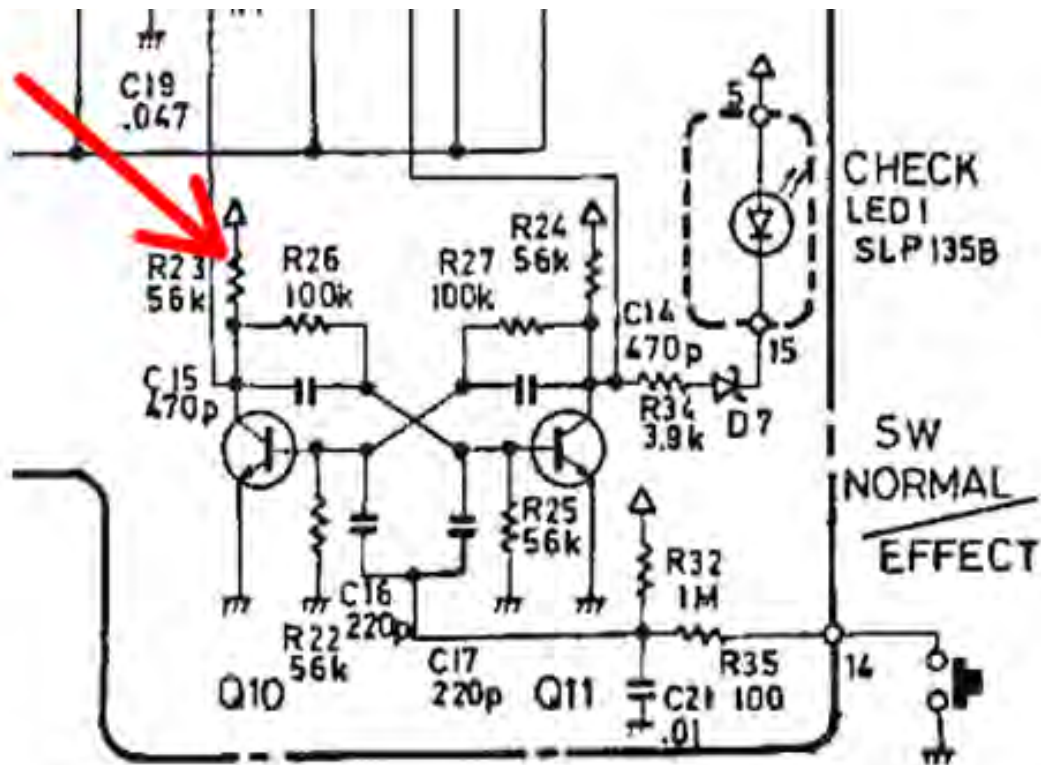 C19
.047
5
CHECK
LED1
SLP135B
R23
56k
R26
100k
R27
100k
R24
56k
C14
470p
15
C15
470p
R34
3.9k
D7
SW
NORMAL
EFFECT
R25
56k
R32
1M
C16
220p
R22
56k
C17
220p
R35
100
14
Q10
Q11
C21
.01